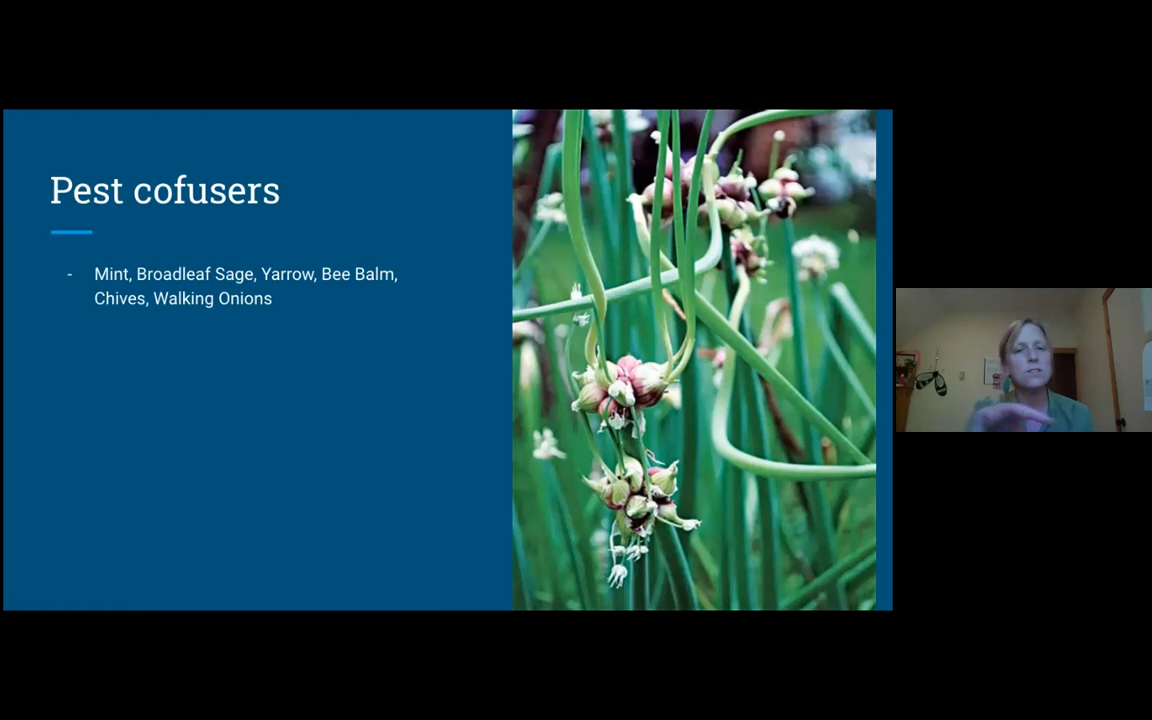 Pest cofusers
- Mint, Broadleaf Sage, Yarrow, Bee Balm,
Chives, Walking Onions